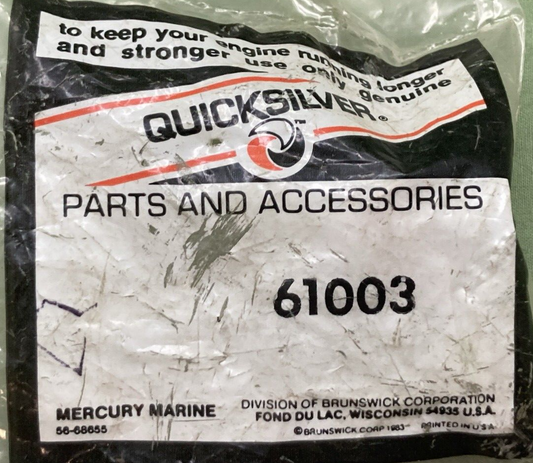 to keep your engine running longer
and stronger use only genuine
QUICKSILVER®
™
PARTS AND ACCESSORIES
61003
MERCURY MARINE
56-68655
DIVISION OF BRUNSWICK CORPORATION
FOND DU LAC, WISCONSIN 54935 U.S.A.
© BRUNSWICK CORP 1983 PRINTED IN U.S.A.